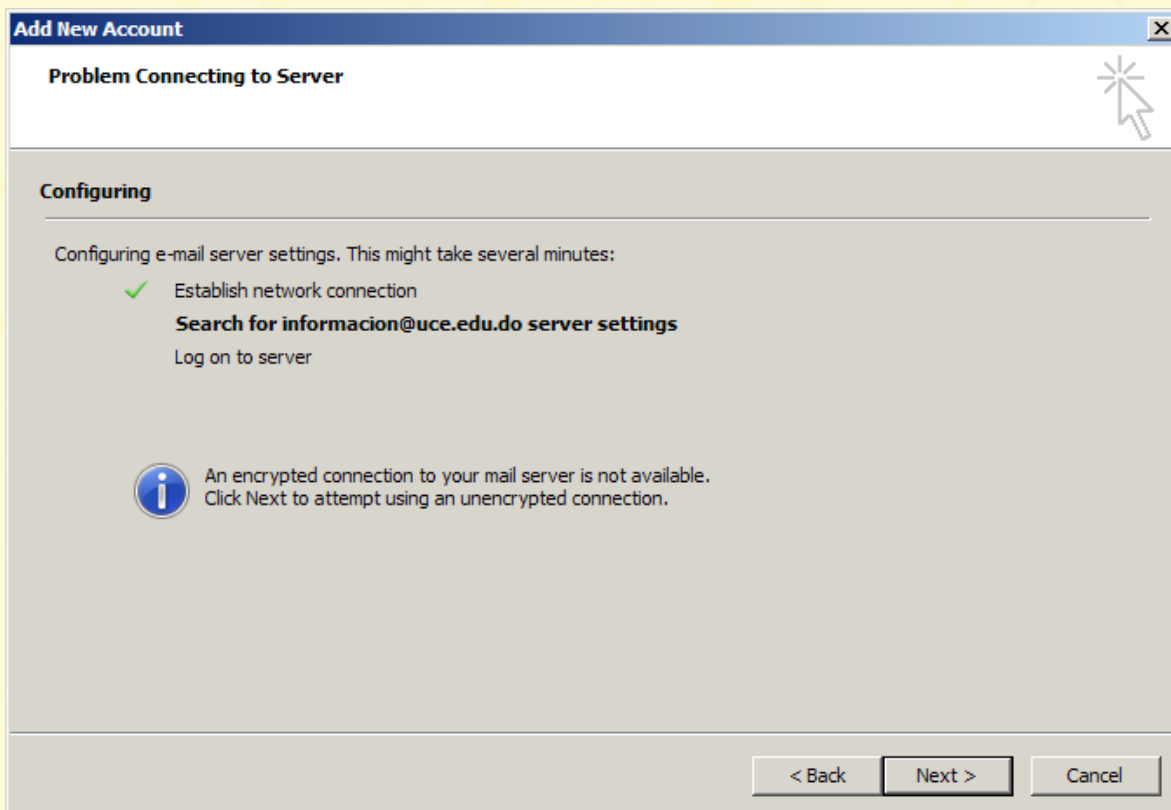 Add New Account
Problem Connecting to Server
Configuring
Configuring e-mail server settings. This might take several minutes:
Establish network connection
Search for informacion@uce.edu.do server settings
Log on to server
An encrypted connection to your mail server is not available.
Click Next to attempt using an unencrypted connection.
< Back Next > Cancel